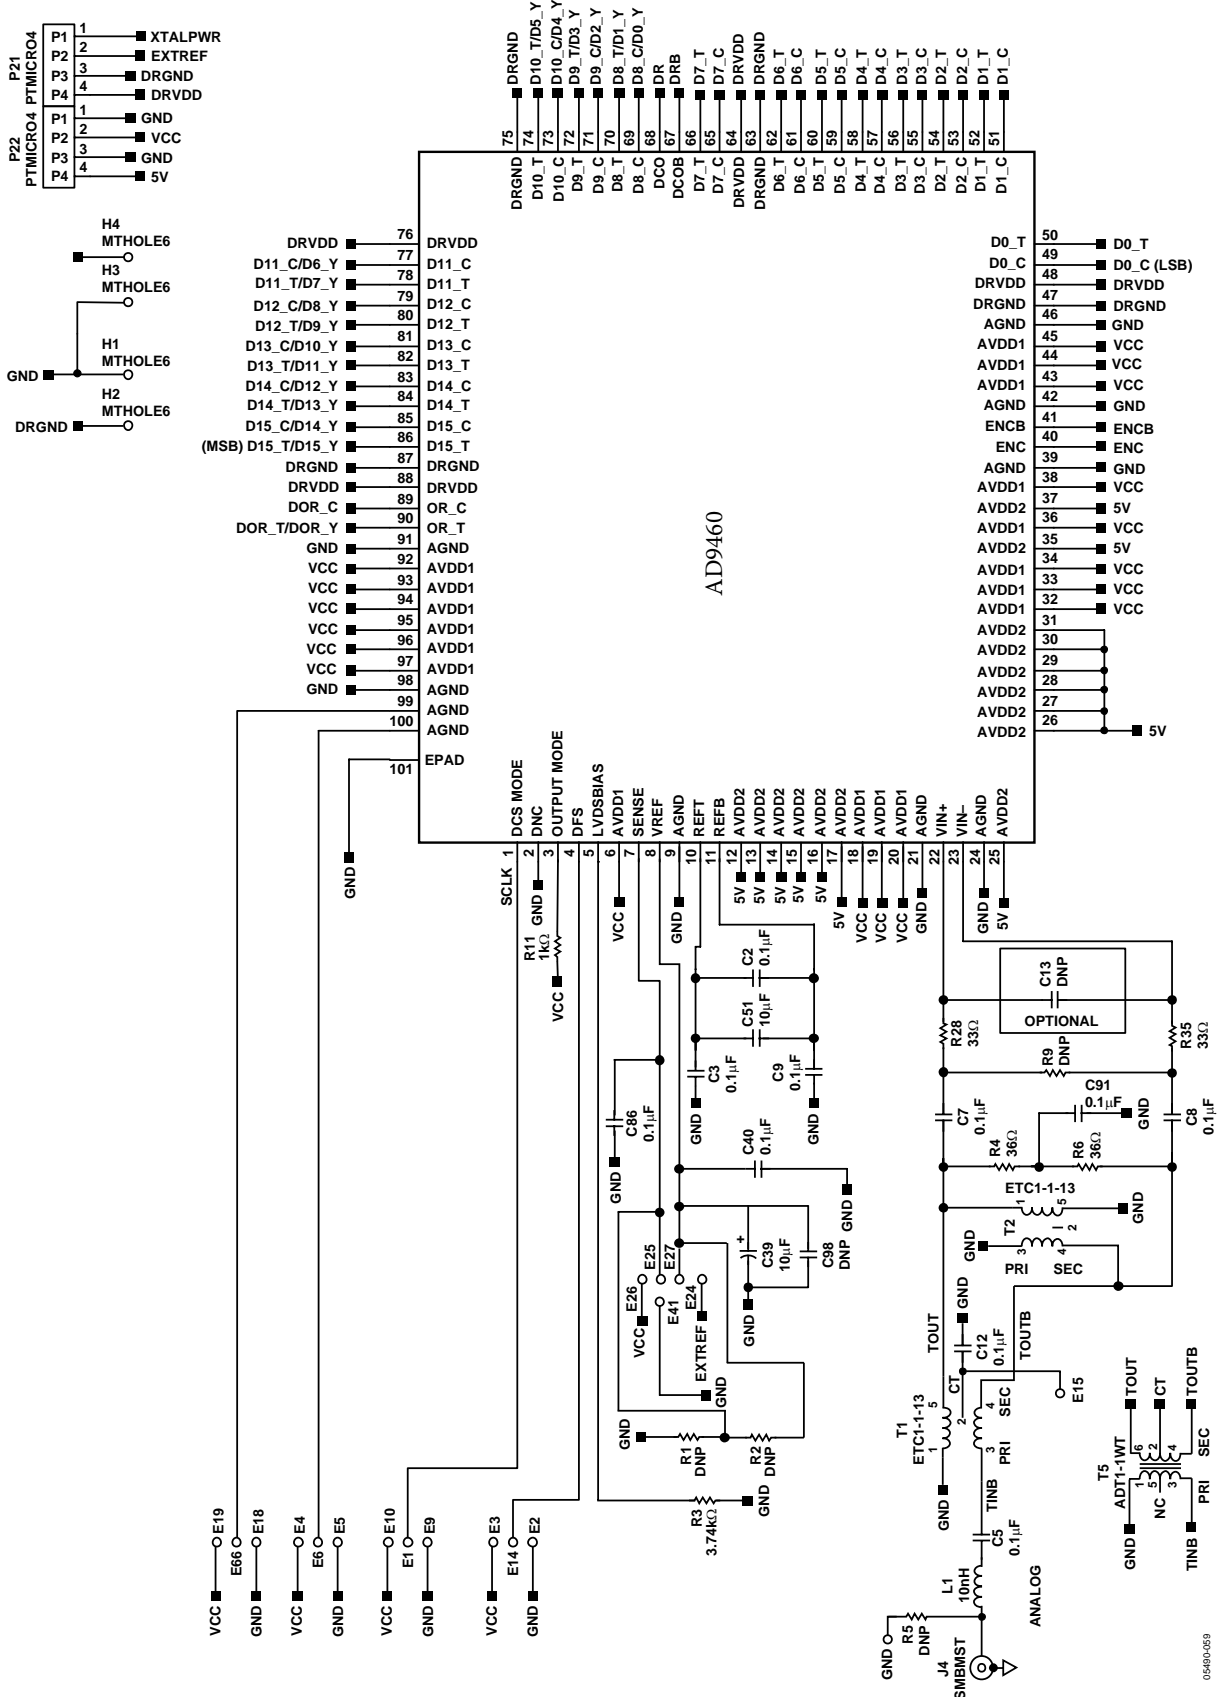 P21
PTMICRO4
P1 1 XTALPWR
P2 2 EXTREF
P3 3 DRGND
P4 4 DRVDD
P22
PTMICRO4
P1 1 GND
P2 2 VCC
P3 3 GND
P4 4 5V
H4
MTHOLE6
H3
MTHOLE6
H1
MTHOLE6
GND
H2
MTHOLE6
DRGND
DRGND 75 DRGND
D10_T/D5_Y 74 D10_T
D10_C/D4_Y 73 D10_C
D9_T/D3_Y 72 D9_T
D9_C/D2_Y 71 D9_C
D8_T/D1_Y 70 D8_T
D8_C/D0_Y 69 D8_C
DR 68 DCO
DRB 67 DCOB
D7_T 66 D7_T
D7_C 65 D7_C
DRVDD 64 DRVDD
DRGND 63 DRGND
D6_T 62 D6_T
D6_C 61 D6_C
D5_T 60 D5_T
D5_C 59 D5_C
D4_T 58 D4_T
D4_C 57 D4_C
D3_T 56 D3_T
D3_C 55 D3_C
D2_T 54 D2_T
D2_C 53 D2_C
D1_T 52 D1_T
D1_C 51 D1_C
DRVDD 76 DRVDD
D11_C/D6_Y 77 D11_C
D11_T/D7_Y 78 D11_T
D12_C/D8_Y 79 D12_C
D12_T/D9_Y 80 D12_T
D13_C/D10_Y 81 D13_C
D13_T/D11_Y 82 D13_T
D14_C/D12_Y 83 D14_C
D14_T/D13_Y 84 D14_T
D15_C/D14_Y 85 D15_C
(MSB) D15_T/D15_Y 86 D15_T
DRGND 87 DRGND
DRVDD 88 DRVDD
DOR_C 89 OR_C
DOR_T/DOR_Y 90 OR_T
GND 91 AGND
VCC 92 AVDD1
VCC 93 AVDD1
VCC 94 AVDD1
VCC 95 AVDD1
VCC 96 AVDD1
VCC 97 AVDD1
GND 98 AGND
99 AGND
100 AGND
101 EPAD
GND
AD9460
D0_T 50 D0_T
D0_C 49 D0_C (LSB)
DRVDD 48 DRVDD
DRGND 47 DRGND
AGND 46 GND
AVDD1 45 VCC
AVDD1 44 VCC
AVDD1 43 VCC
AGND 42 GND
ENCB 41 ENCB
ENC 40 ENC
AGND 39 GND
AVDD1 38 VCC
AVDD2 37 5V
AVDD1 36 VCC
AVDD2 35 5V
AVDD1 34 VCC
AVDD1 33 VCC
AVDD1 32 VCC
AVDD2 31
AVDD2 30
AVDD2 29
AVDD2 28
AVDD2 27
AVDD2 26 5V
DCS MODE 1 SCLK
DNC 2 GND
OUTPUT MODE 3
DFS 4
LVDSBIAS 5
AVDD1 6 VCC
SENSE 7
VREF 8
AGND 9 GND
REFT 10
REFB 11
AVDD2 12 5V
AVDD2 13 5V
AVDD2 14 5V
AVDD2 15 5V
AVDD2 16 5V
AVDD2 17 5V
AVDD1 18 VCC
AVDD1 19 VCC
AVDD1 20 VCC
AGND 21 GND
VIN+ 22
VIN– 23
AGND 24 GND
AVDD2 25 5V
R11
1kΩ
VCC
C2
0.1µF
C51
10µF
C3
0.1µF
GND
C9
0.1µF
GND
C86
0.1µF
GND
C40
0.1µF
GND
C39
10µF
+
C98
DNP
GND
E25
E27
E26
VCC
E41
E24
EXTREF
GND
GND
R1
DNP
R2
DNP
R3
3.74kΩ
GND
C13
DNP
OPTIONAL
R28
33Ω
R35
33Ω
R9
DNP
C91
0.1µF
GND
C7
0.1µF
C8
0.1µF
R4
36Ω
R6
36Ω
ETC1-1-13
1 5
GND
T2
2
GND
3 4
PRI SEC
TOUT
GND
C12
0.1µF
TOUTB
CT
E15
T1
ETC1-1-13
1 5
2
3 4
PRI
SEC
GND
TINB
C5
0.1µF
L1
10nH
ANALOG
GND
R5
DNP
J4
SMBMST
TOUT
CT
TOUTB
6 2 4
SEC
T5
ADT1-1WT
1 5 3
NC
PRI
GND
TINB
E19
E66
E18
VCC
GND
E4
E6
E5
VCC
GND
E10
E1
E9
VCC
GND
E3
E14
E2
VCC
GND
05490-059